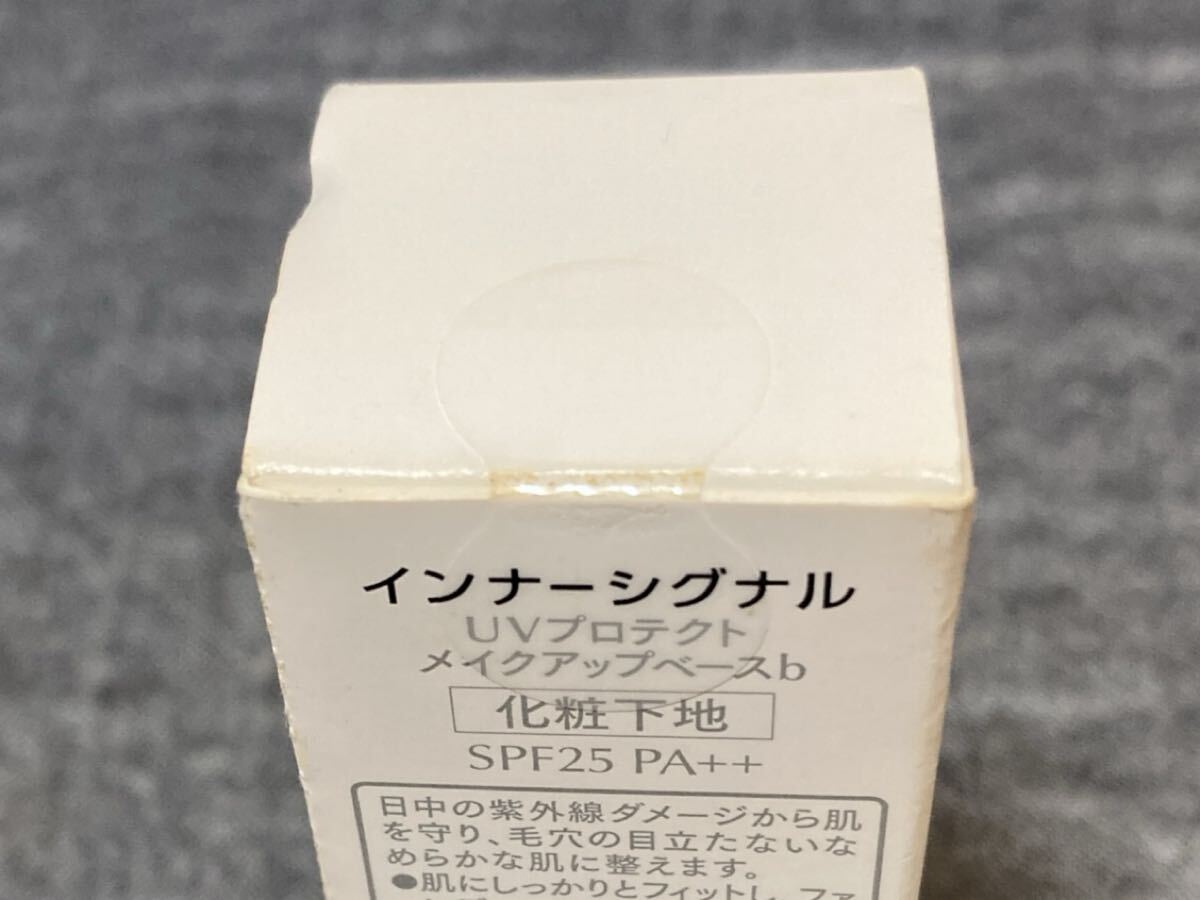 インナーシグナル
UVプロテクト
メイクアップベースb
化粧下地
SPF25 PA++
日中の紫外線ダメージから肌
を守り、毛穴の目立たないな
めらかな肌に整えます。
●肌にしっかりとフィットし、ファ